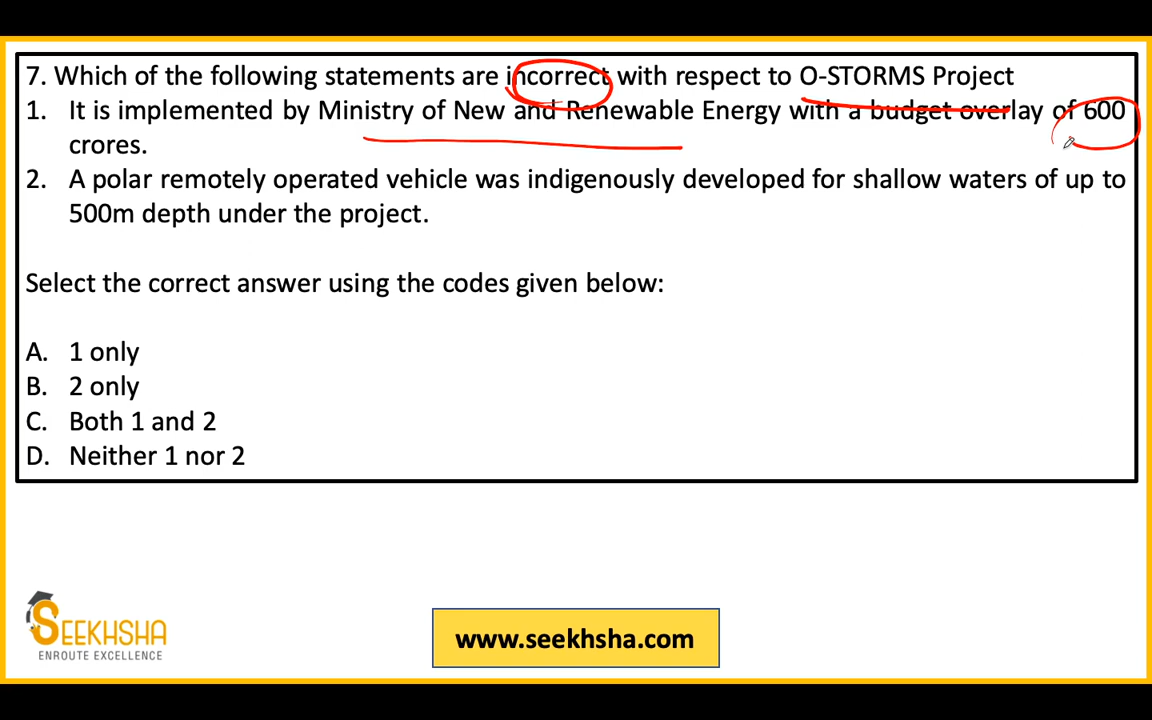 7. Which of the following statements are incorrect with respect to O-STORMS Project
1. It is implemented by Ministry of New and Renewable Energy with a budget overlay of 600
crores.
2. A polar remotely operated vehicle was indigenously developed for shallow waters of up to
500m depth under the project.
Select the correct answer using the codes given below:
A. 1 only
B. 2 only
C. Both 1 and 2
D. Neither 1 nor 2
SEEKHSHA
ENROUTE EXCELLENCE
www.seekhsha.com